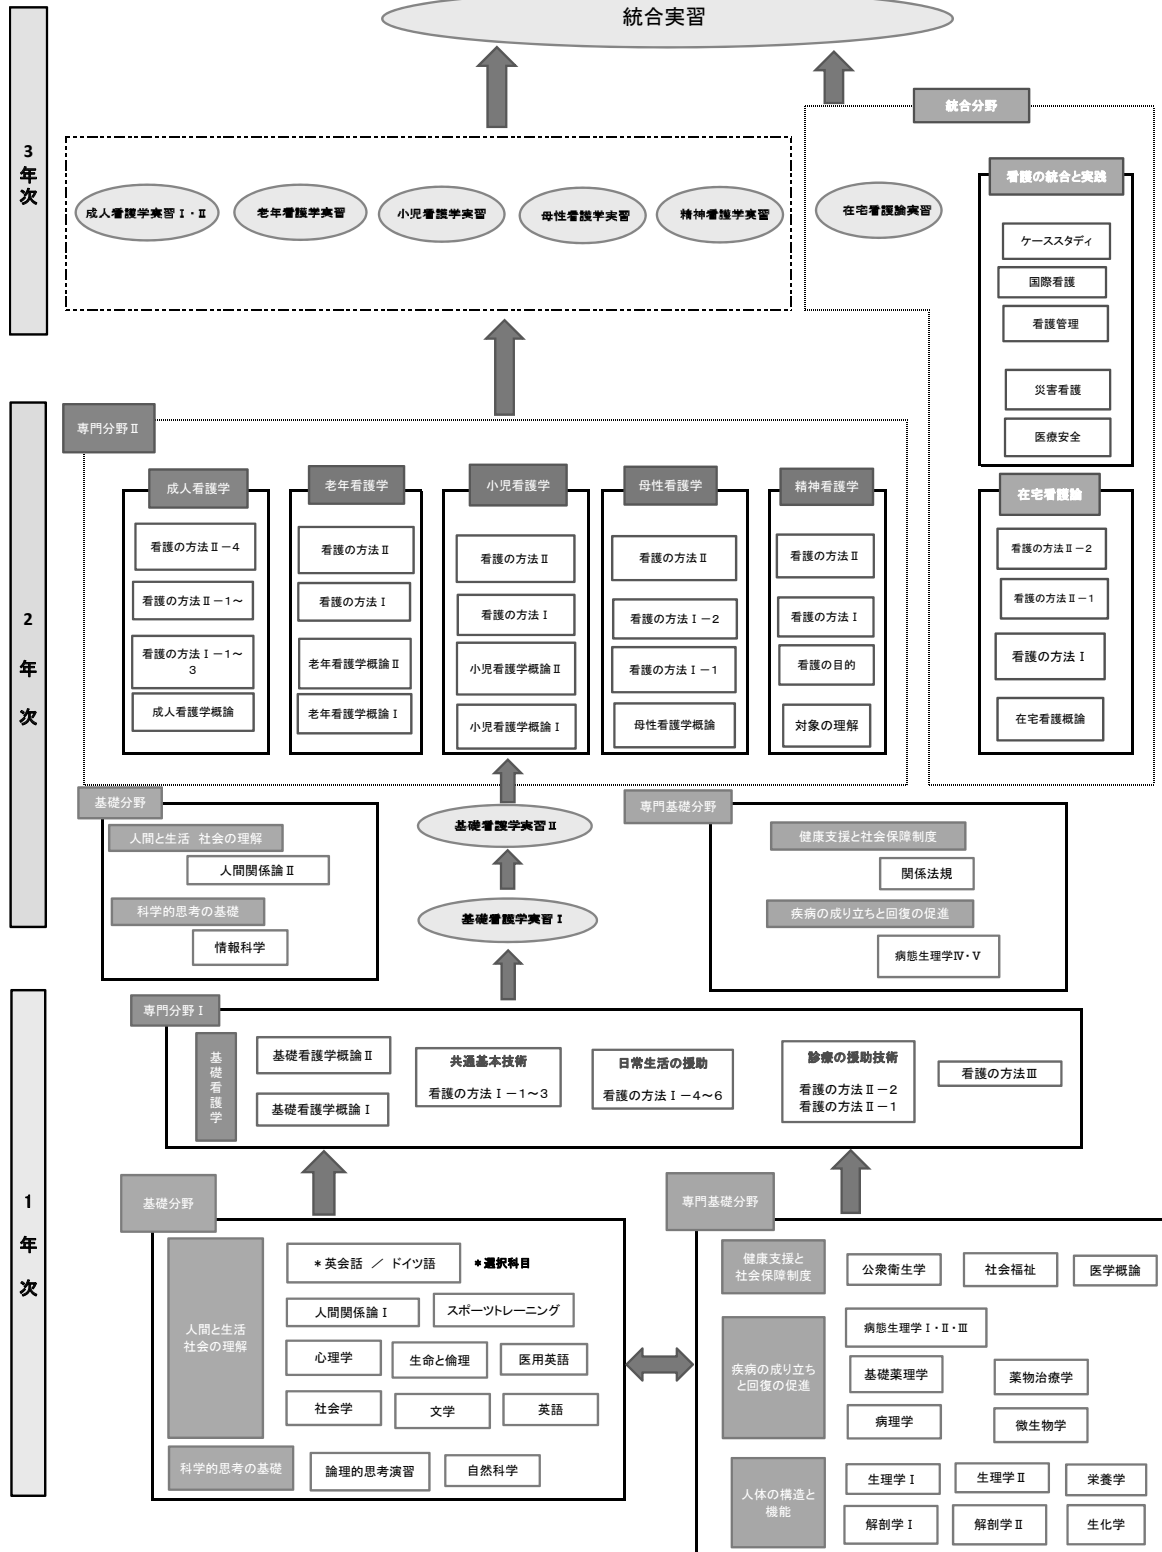 統合実習
3
年
次
統合分野
看護の統合と実践
成人看護学実習Ⅰ・Ⅱ
老年看護学実習
小児看護学実習
母性看護学実習
精神看護学実習
在宅看護論実習
ケーススタディ
国際看護
看護管理
災害看護
医療安全
2
年
次
専門分野Ⅱ
成人看護学
看護の方法Ⅱ－4
看護の方法Ⅱ－1～
看護の方法Ⅰ－1～
3
成人看護学概論
老年看護学
看護の方法Ⅱ
看護の方法Ⅰ
老年看護学概論Ⅱ
老年看護学概論Ⅰ
小児看護学
看護の方法Ⅱ
看護の方法Ⅰ
小児看護学概論Ⅱ
小児看護学概論Ⅰ
母性看護学
看護の方法Ⅱ
看護の方法Ⅰ－2
看護の方法Ⅰ－1
母性看護学概論
精神看護学
看護の方法Ⅱ
看護の方法Ⅰ
看護の目的
対象の理解
在宅看護論
看護の方法Ⅱ－2
看護の方法Ⅱ－1
看護の方法Ⅰ
在宅看護概論
基礎分野
人間と生活 社会の理解
人間関係論Ⅱ
科学的思考の基礎
情報科学
基礎看護学実習Ⅱ
基礎看護学実習Ⅰ
専門基礎分野
健康支援と社会保障制度
関係法規
疾病の成り立ちと回復の促進
病態生理学Ⅳ・Ⅴ
1
年
次
専門分野Ⅰ
基
礎
看
護
学
基礎看護学概論Ⅱ
基礎看護学概論Ⅰ
共通基本技術
看護の方法Ⅰ－1～3
日常生活の援助
看護の方法Ⅰ－4～6
診療の援助技術
看護の方法Ⅱ－2
看護の方法Ⅱ－1
看護の方法Ⅲ
基礎分野
人間と生活
社会の理解
＊英会話 ／ ドイツ語
＊選択科目
人間関係論Ⅰ
スポーツトレーニング
心理学
生命と倫理
医用英語
社会学
文学
英語
科学的思考の基礎
論理的思考演習
自然科学
専門基礎分野
健康支援と
社会保障制度
公衆衛生学
社会福祉
医学概論
疾病の成り立ち
と回復の促進
病態生理学Ⅰ・Ⅱ・Ⅲ
基礎薬理学
薬物治療学
病理学
微生物学
人体の構造と
機能
生理学Ⅰ
生理学Ⅱ
栄養学
解剖学Ⅰ
解剖学Ⅱ
生化学